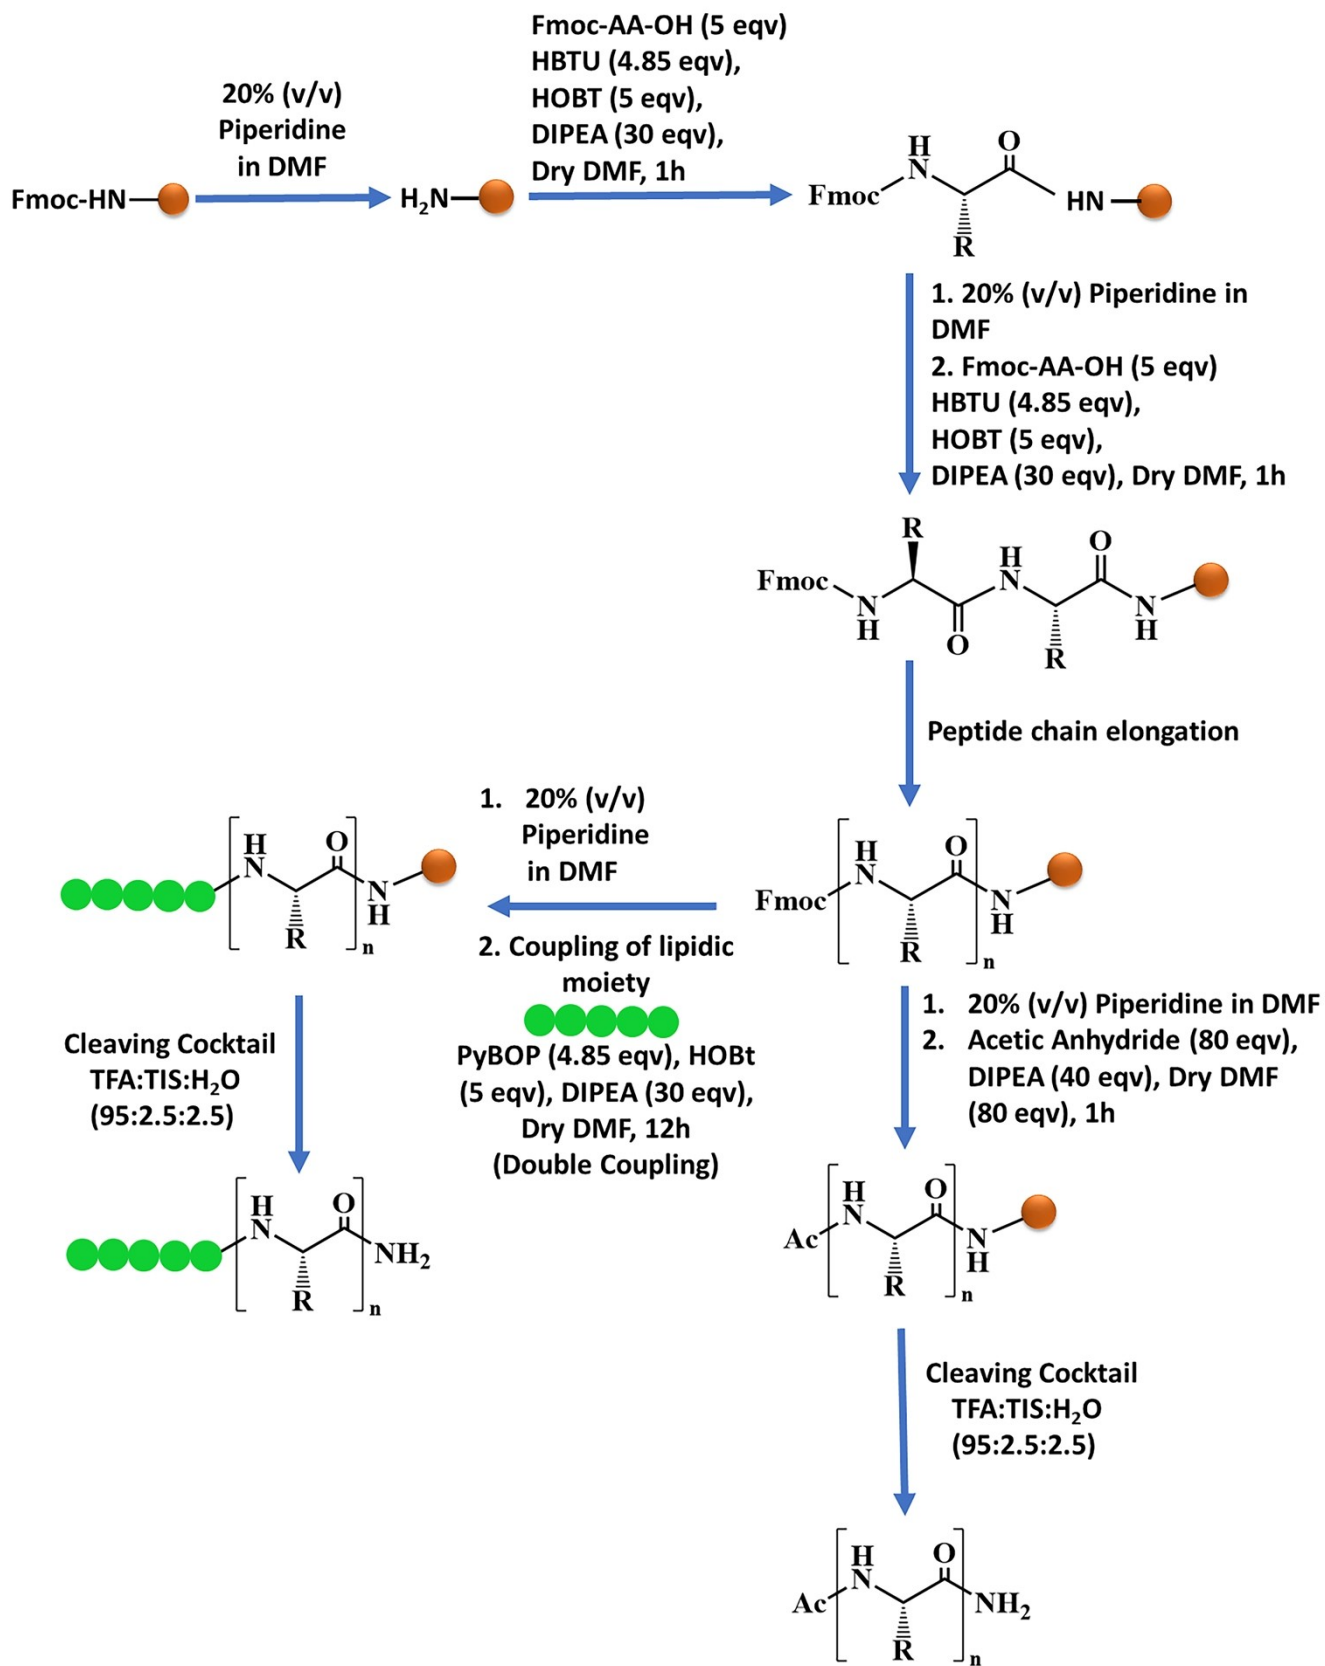 20% (v/v)
Piperidine
in DMF
Fmoc-AA-OH (5 eqv)
HBTU (4.85 eqv),
HOBT (5 eqv),
DIPEA (30 eqv),
Dry DMF, 1h
Fmoc-HN
H₂N
Fmoc
H
N
O
R
HN
1. 20% (v/v) Piperidine in
DMF
2. Fmoc-AA-OH (5 eqv)
HBTU (4.85 eqv),
HOBT (5 eqv),
DIPEA (30 eqv), Dry DMF, 1h
Fmoc
N
H
R
O
H
N
R
O
N
H
Peptide chain elongation
1. 20% (v/v)
Piperidine
in DMF
2. Coupling of lipidic
moiety
PyBOP (4.85 eqv), HOBt
(5 eqv), DIPEA (30 eqv),
Dry DMF, 12h
(Double Coupling)
Fmoc
H
N
R
O
n
N
H
H
N
R
O
n
N
H
Cleaving Cocktail
TFA:TIS:H₂O
(95:2.5:2.5)
H
N
R
O
n
NH₂
1. 20% (v/v) Piperidine in DMF
2. Acetic Anhydride (80 eqv),
DIPEA (40 eqv), Dry DMF
(80 eqv), 1h
Ac
H
N
R
O
n
N
H
Cleaving Cocktail
TFA:TIS:H₂O
(95:2.5:2.5)
Ac
H
N
R
O
n
NH₂